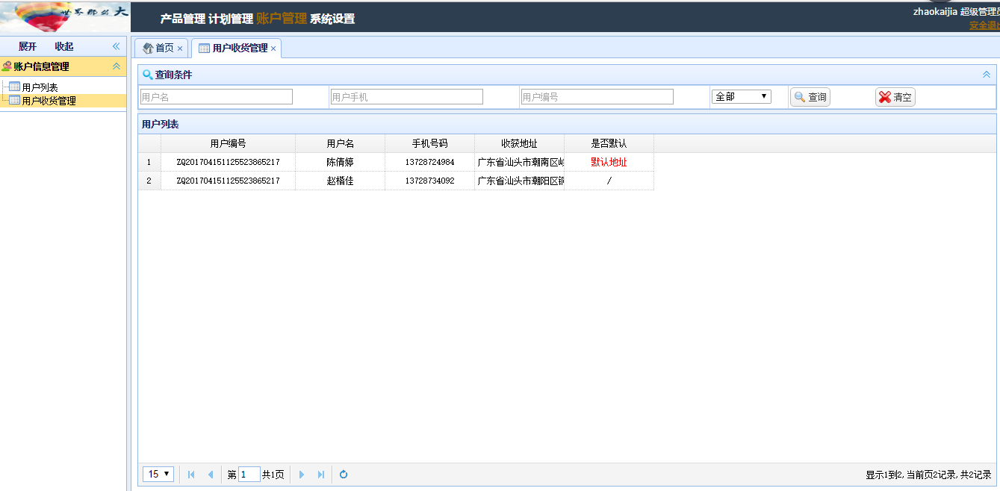 世界那么大
产品管理 计划管理 账户管理 系统设置
zhaokaijia 超级管理员
安全退出
展开 收起
账户信息管理
用户列表
用户收货管理
首页
用户收货管理
查询条件
用户名 用户手机 用户编号 全部 查询 清空
用户列表
用户编号 用户名 手机号码 收获地址 是否默认
1 ZQ201704151125523865217 陈倩婷 13728724984 广东省汕头市潮南区 默认地址
2 ZQ201704151125523865217 赵楷佳 13728734092 广东省汕头市潮阳区 /
15 第 1 共1页
显示1到2, 当前页2记录, 共2记录